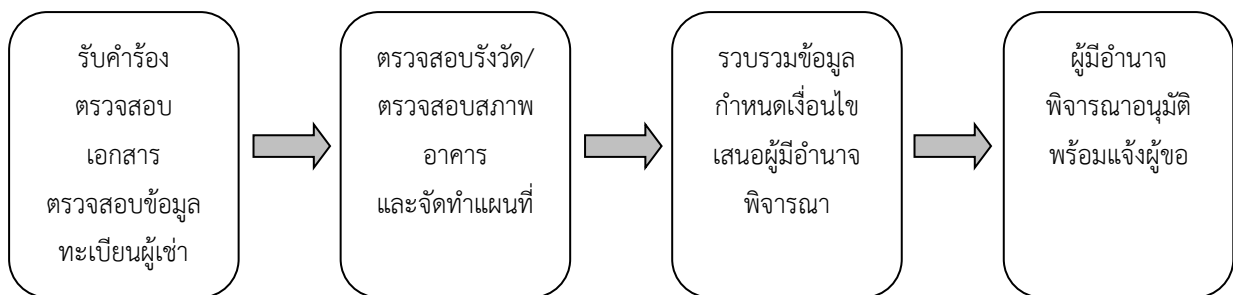 รับคำร้อง
ตรวจสอบ
เอกสาร
ตรวจสอบข้อมูล
ทะเบียนผู้เช่า
ตรวจสอบรังวัด/
ตรวจสอบสภาพ
อาคาร
และจัดทำแผนที่
รวบรวมข้อมูล
กำหนดเงื่อนไข
เสนอผู้มีอำนาจ
พิจารณา
ผู้มีอำนาจ
พิจารณาอนุมัติ
พร้อมแจ้งผู้ขอ